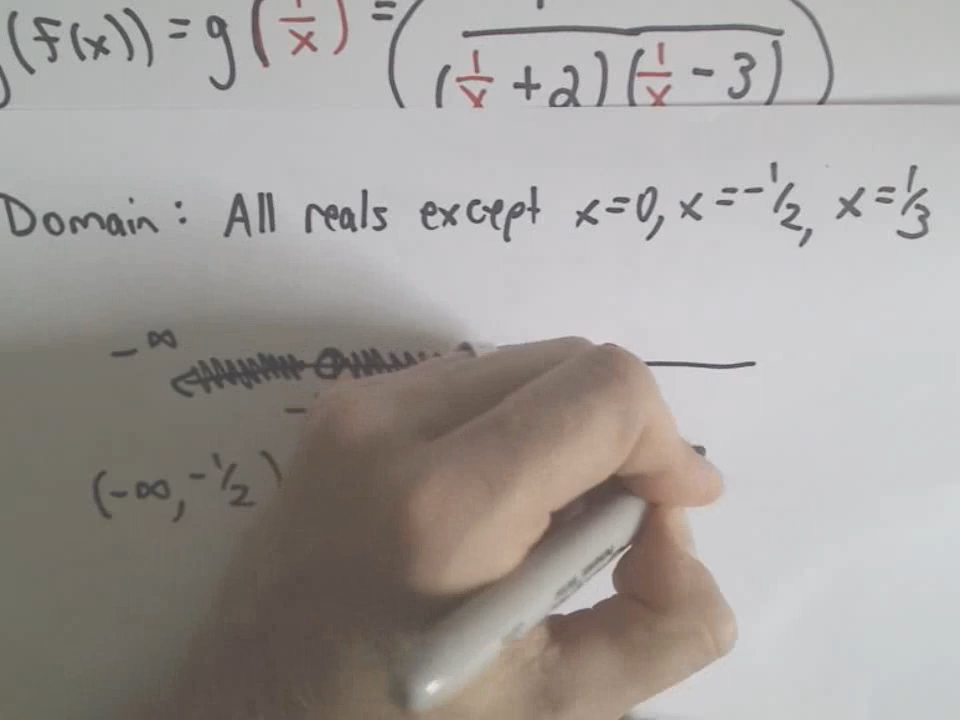 (f(x)) = g(1/x) = ( / (1/x + 2)(1/x - 3) )
Domain: All reals except x=0, x=-1/2, x=1/3
-∞
(-∞, -1/2)